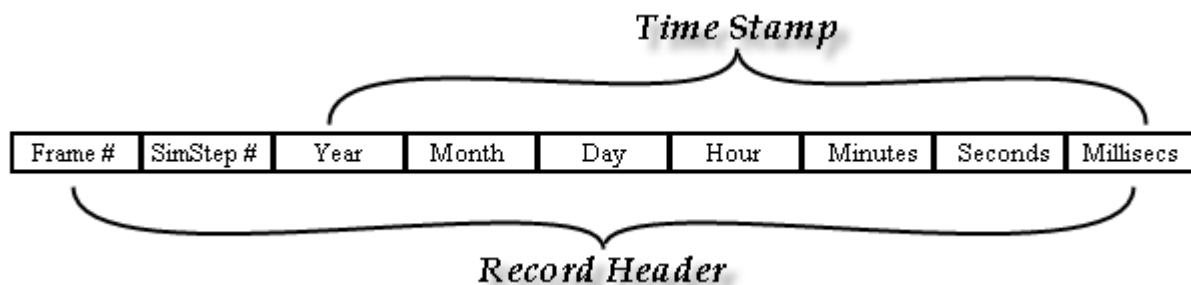 Time Stamp
Frame # SimStep # Year Month Day Hour Minutes Seconds Millisecs
Record Header